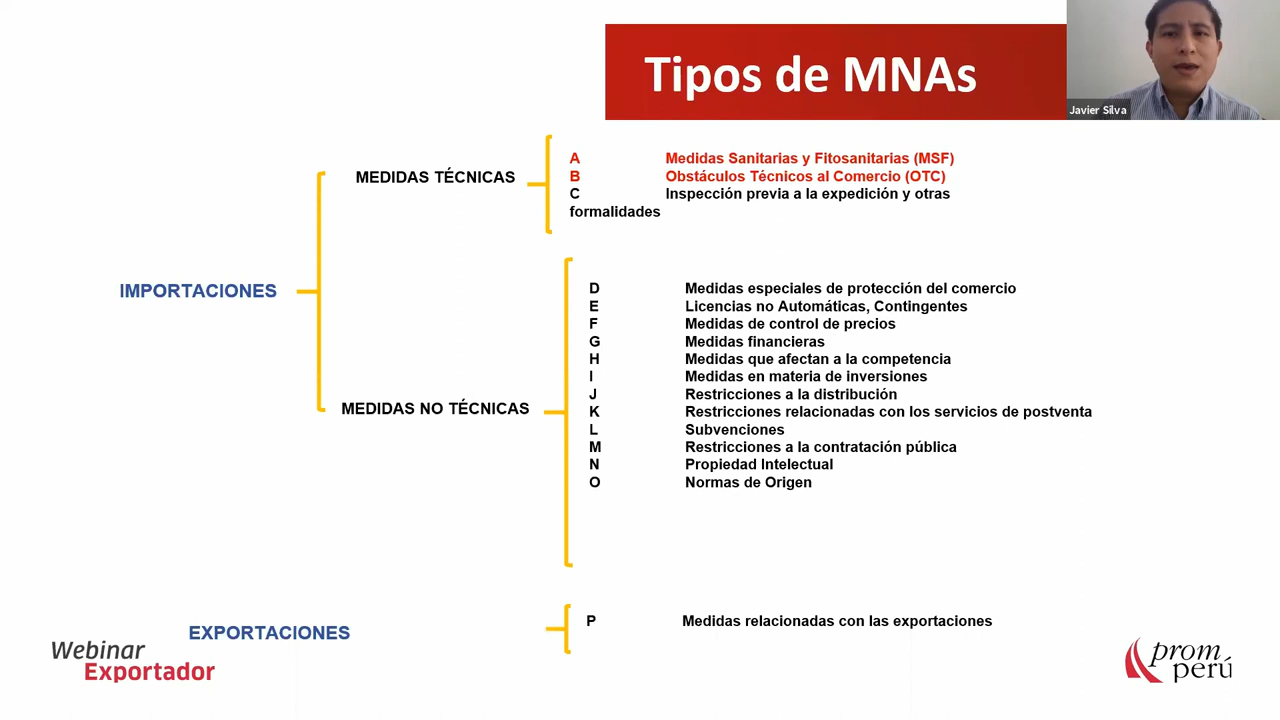 Tipos de MNAs
Javier Silva
IMPORTACIONES
MEDIDAS TÉCNICAS
A Medidas Sanitarias y Fitosanitarias (MSF)
B Obstáculos Técnicos al Comercio (OTC)
C Inspección previa a la expedición y otras
formalidades
MEDIDAS NO TÉCNICAS
D Medidas especiales de protección del comercio
E Licencias no Automáticas, Contingentes
F Medidas de control de precios
G Medidas financieras
H Medidas que afectan a la competencia
I Medidas en materia de inversiones
J Restricciones a la distribución
K Restricciones relacionadas con los servicios de postventa
L Subvenciones
M Restricciones a la contratación pública
N Propiedad Intelectual
O Normas de Origen
EXPORTACIONES
P Medidas relacionadas con las exportaciones
Webinar
Exportador
prom
perú